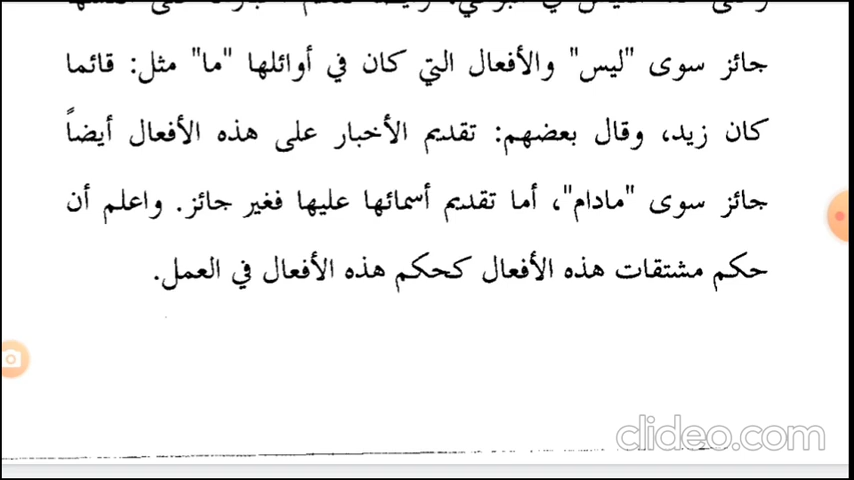 جائز سوى "ليس" والأفعال التي كان في أوائلها "ما" مثل: قائما
كان زيد، وقال بعضهم: تقديم الأخبار على هذه الأفعال أيضاً
جائز سوى "مادام"، أما تقديم أسمائها عليها فغير جائز. واعلم أن
حكم مشتقات هذه الأفعال كحكم هذه الأفعال في العمل.
clideo.com